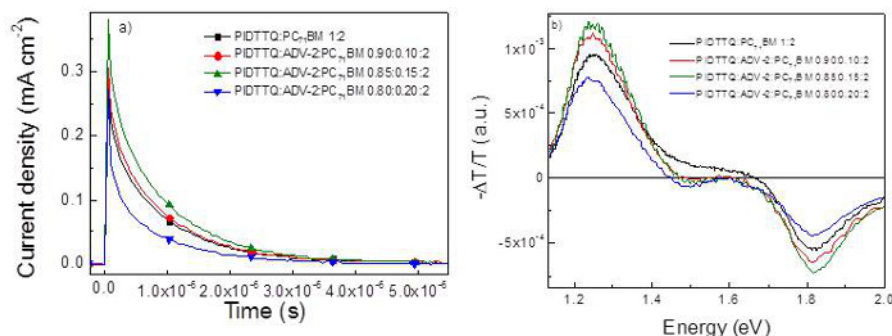 a)
PIDTTQ:PC₇₁BM 1:2
PIDTTQ:ADV-2:PC₇₁BM 0.90:0.10:2
PIDTTQ:ADV-2:PC₇₁BM 0.85:0.15:2
PIDTTQ:ADV-2:PC₇₁BM 0.80:0.20:2
Current density (mA cm⁻²)
0.3
0.2
0.1
0.0
0.0 1.0x10⁻⁶ 2.0x10⁻⁶ 3.0x10⁻⁶ 4.0x10⁻⁶ 5.0x10⁻⁶
Time (s)
b)
PIDTTQ:PC₇₁BM 1:2
PIDTTQ:ADV-2:PC₇₁BM 0.90:0.10:2
PIDTTQ:ADV-2:PC₇₁BM 0.85:0.15:2
PIDTTQ:ADV-2:PC₇₁BM 0.80:0.20:2
-ΔT/T (a.u.)
1x10⁻³
5x10⁻⁴
0
-5x10⁻⁴
1.2 1.4 1.6 1.8 2.0
Energy (eV)